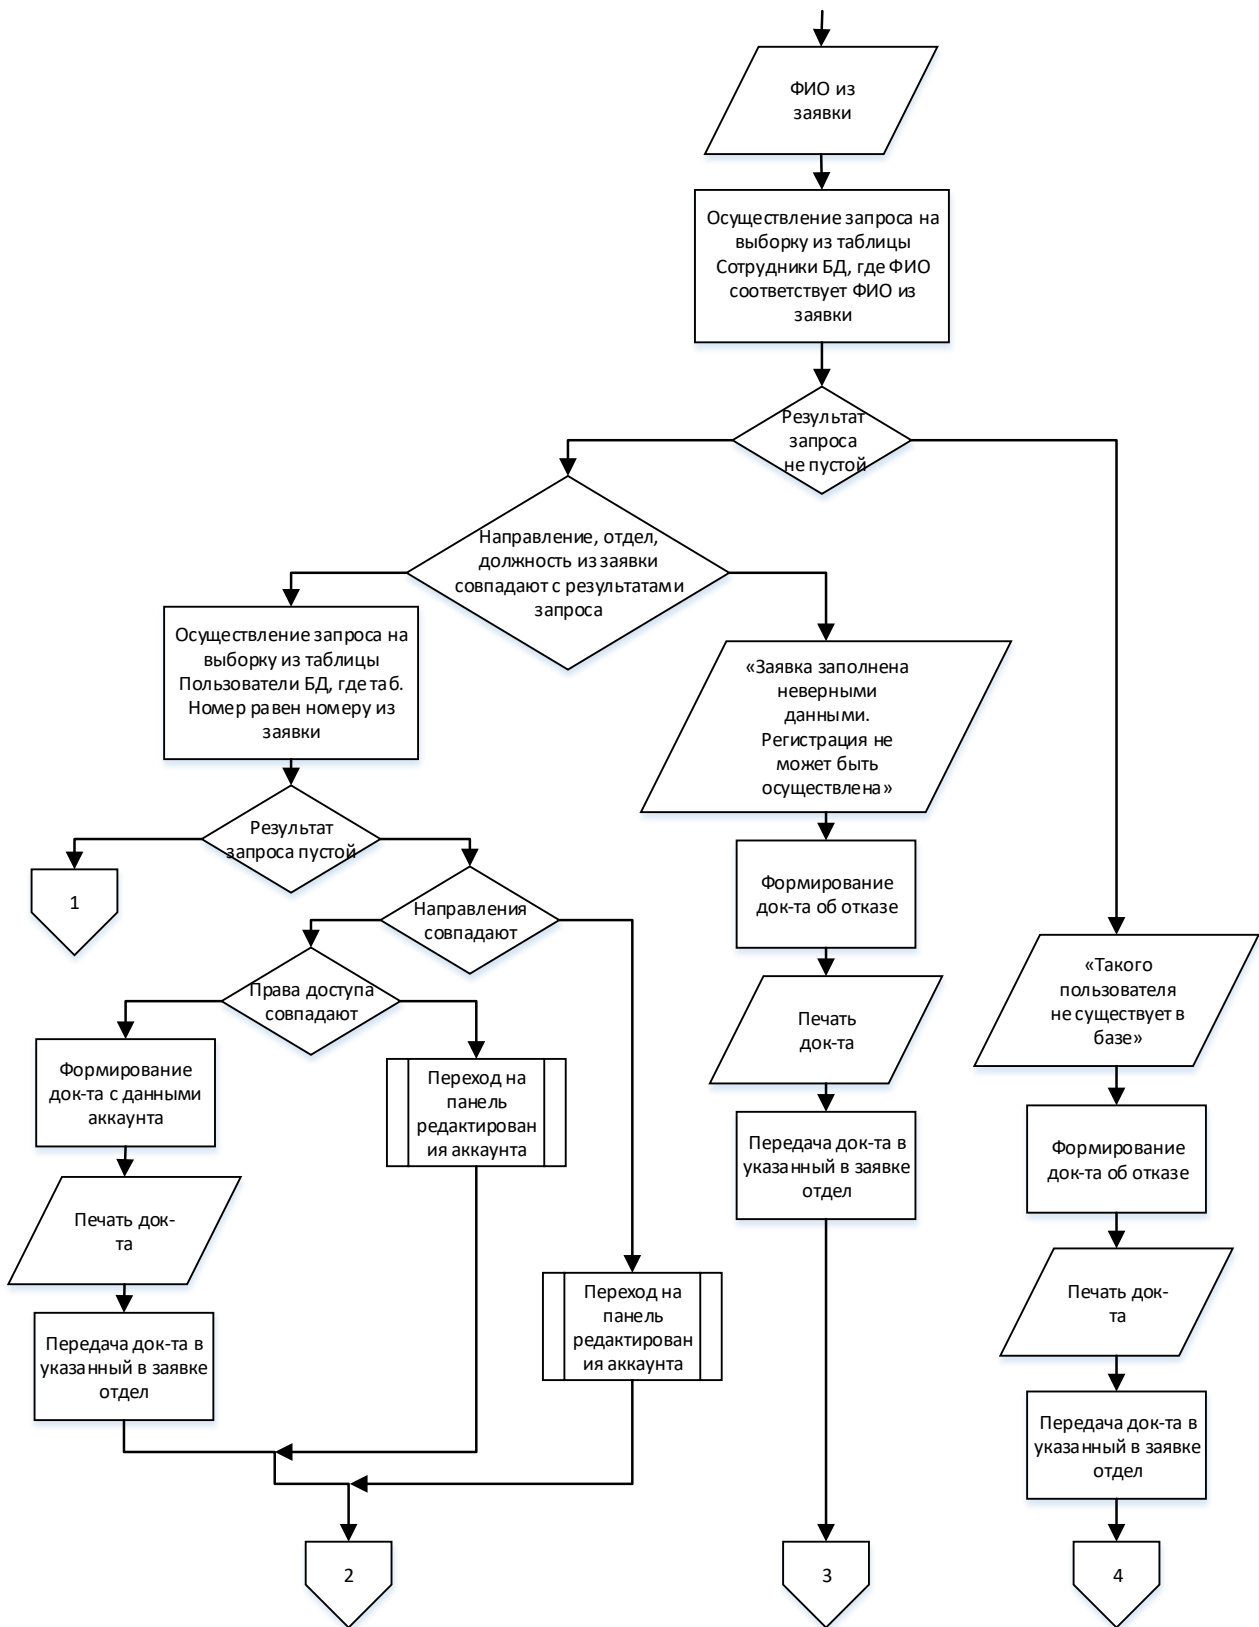 ФИО из
заявки
Осуществление запроса на
выборку из таблицы
Сотрудники БД, где ФИО
соответствует ФИО из
заявки
Результат
запроса
не пустой
Направление, отдел,
должность из заявки
совпадают с результатами
запроса
Осуществление запроса на
выборку из таблицы
Пользователи БД, где таб.
Номер равен номеру из
заявки
«Заявка заполнена
неверными
данными.
Регистрация не
может быть
осуществлена»
Результат
запроса пустой
1
Направления
совпадают
Формирование
док-та об отказе
Права доступа
совпадают
«Такого
пользователя
не существует в
базе»
Печать
док-та
Формирование
док-та с данными
аккаунта
Переход на
панель
редактирован
ия аккаунта
Передача док-та в
указанный в заявке
отдел
Формирование
док-та об отказе
Печать док-
та
Переход на
панель
редактирован
ия аккаунта
Печать док-
та
Передача док-та в
указанный в заявке
отдел
Передача док-та в
указанный в заявке
отдел
2
3
4